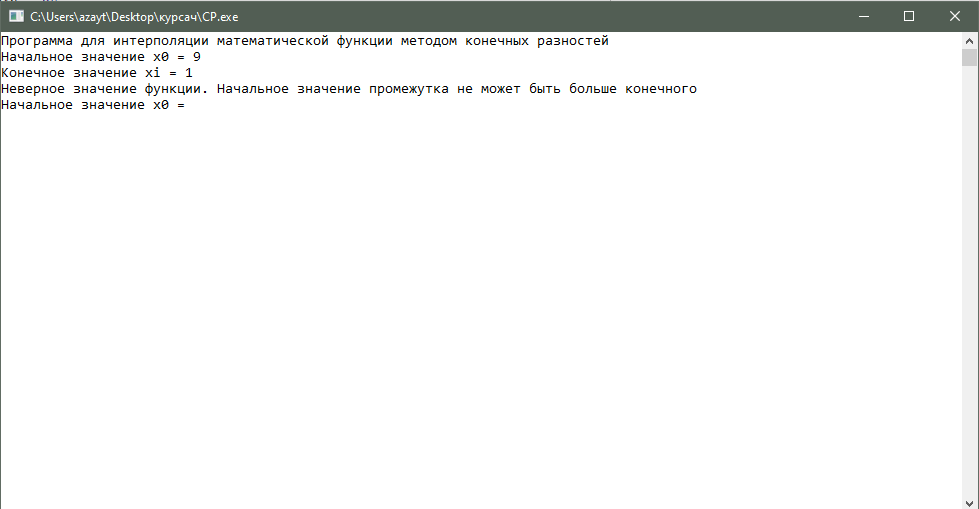 C:\Users\azayt\Desktop\курсач\CP.exe
Программа для интерполяции математической функции методом конечных разностей
Начальное значение x0 = 9
Конечное значение xi = 1
Неверное значение функции. Начальное значение промежутка не может быть больше конечного
Начальное значение x0 =